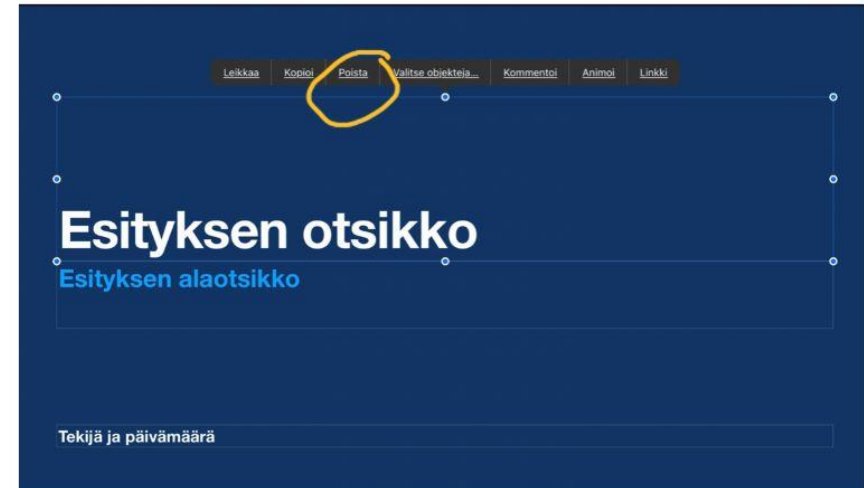 Leikkaa Kopioi Poista Valitse objekteja... Kommentoi Animoi Linkki
Esityksen otsikko
Esityksen alaotsikko
Tekijä ja päivämäärä